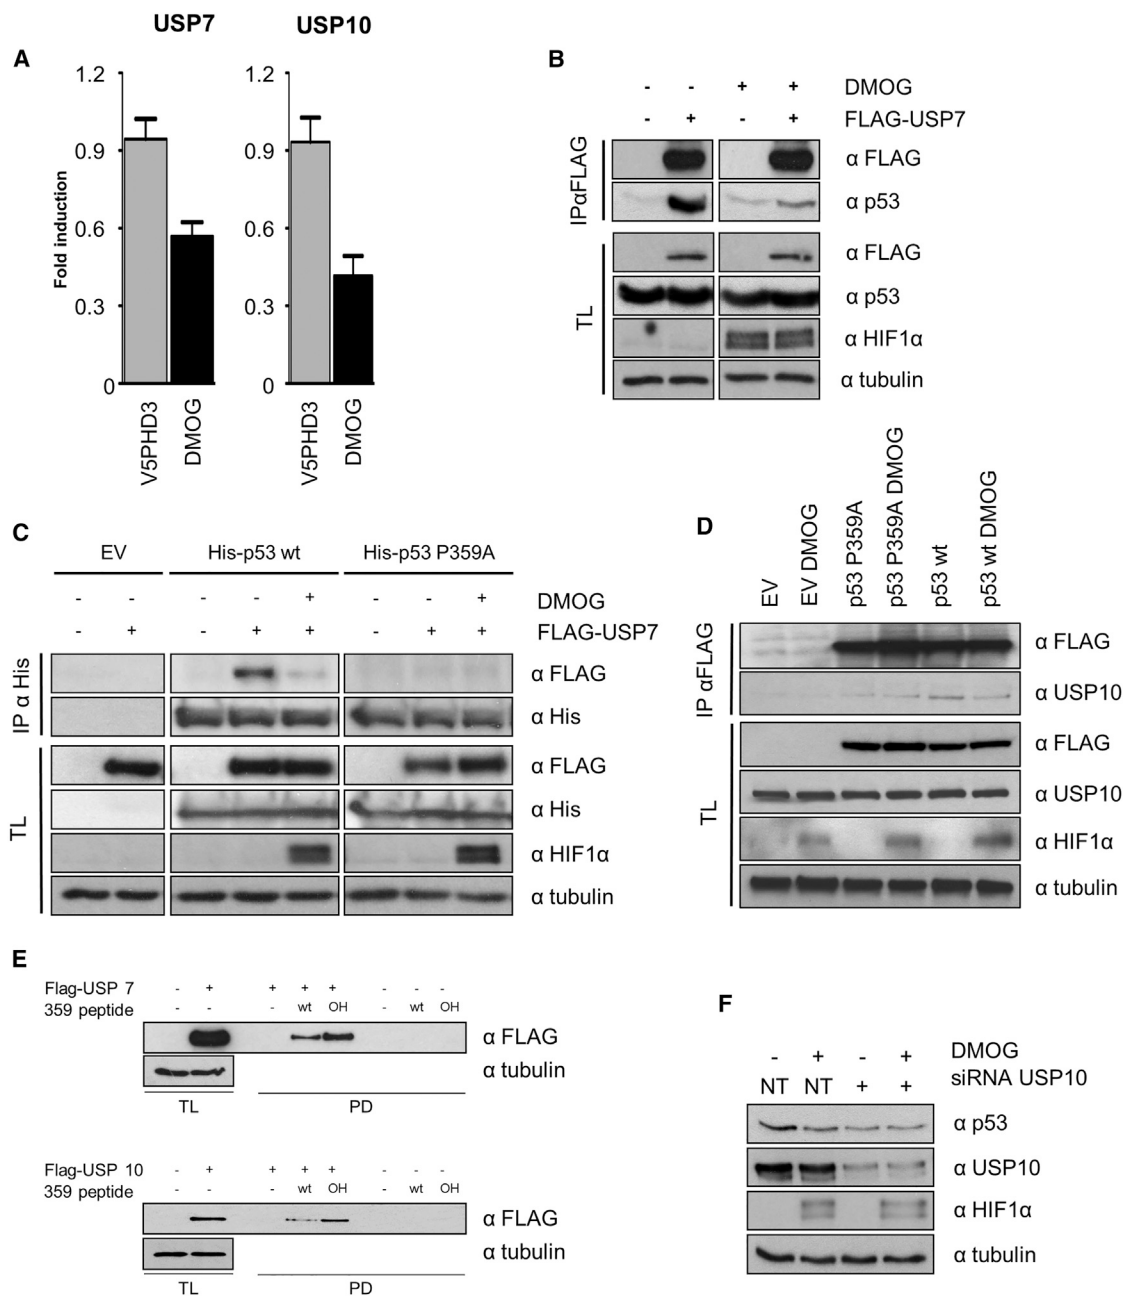 A
USP7 USP10
1.2 1.2
0.9 0.9
0.6 0.6
0.3 0.3
0 0
Fold induction
V5PHD3 DMOG V5PHD3 DMOG
B
- - + + DMOG
- + - + FLAG-USP7
IPαFLAG
α FLAG
α p53
TL
α FLAG
α p53
α HIF1α
α tubulin
C
EV His-p53 wt His-p53 P359A
- - - - + - - + DMOG
- + - + + - + + FLAG-USP7
IP α His
α FLAG
α His
TL
α FLAG
α His
α HIF1α
α tubulin
D
EV
EV DMOG
p53 P359A
p53 P359A DMOG
p53 wt
p53 wt DMOG
IP αFLAG
α FLAG
α USP10
TL
α FLAG
α USP10
α HIF1α
α tubulin
E
Flag-USP 7 - + + + + - - -
359 peptide - - - wt OH - wt OH
α FLAG
α tubulin
TL PD
Flag-USP 10 - + + + + - - -
359 peptide - - - wt OH - wt OH
α FLAG
α tubulin
TL PD
F
- + - + DMOG
NT NT + + siRNA USP10
α p53
α USP10
α HIF1α
α tubulin